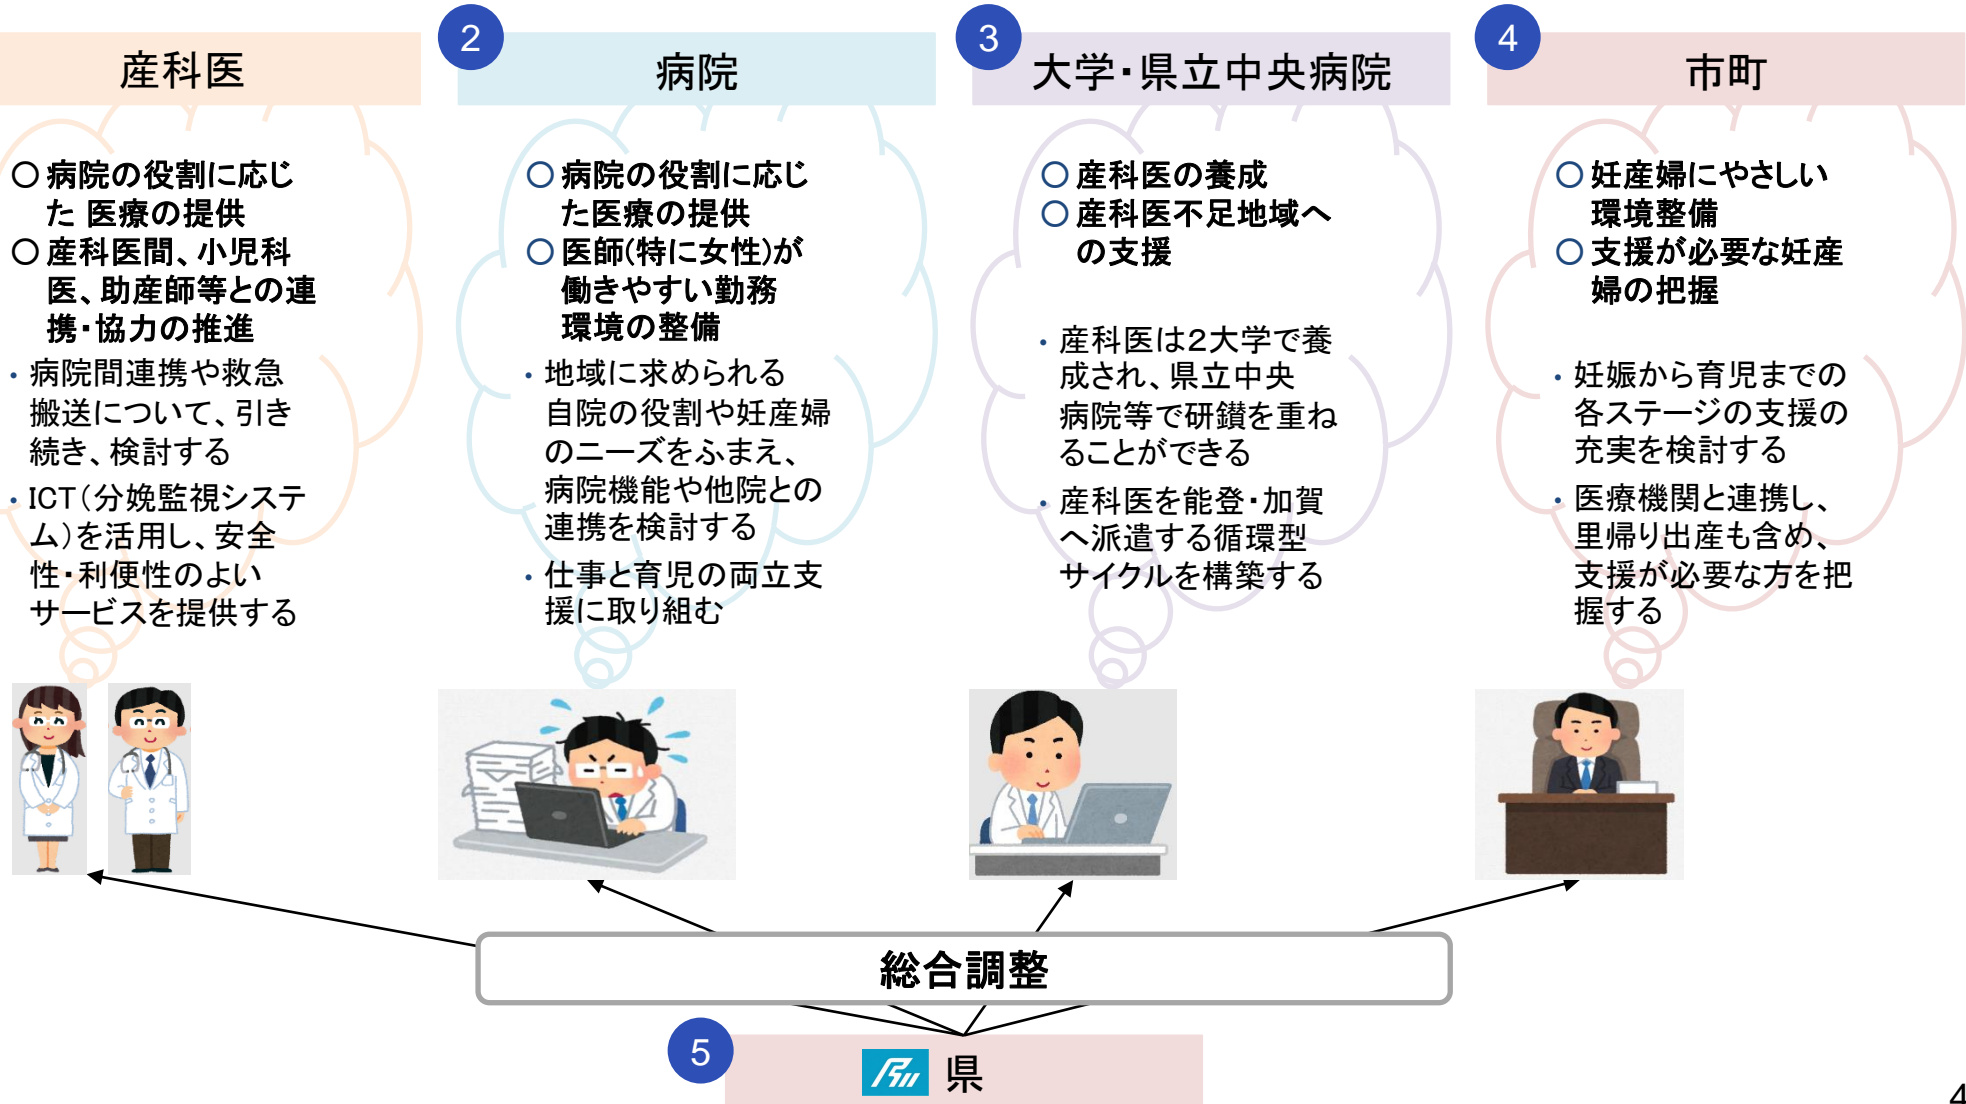 産科医
○ 病院の役割に応じ
た 医療の提供
○ 産科医間、小児科
医、助産師等との連
携・協力の推進
・ 病院間連携や救急
搬送について、引き
続き、検討する
・ ICT（分娩監視システ
ム）を活用し、安全
性・利便性のよい
サービスを提供する
2
病院
○ 病院の役割に応じ
た医療の提供
○ 医師(特に女性)が
働きやすい勤務
環境の整備
・ 地域に求められる
自院の役割や妊産婦
のニーズをふまえ、
病院機能や他院との
連携を検討する
・ 仕事と育児の両立支
援に取り組む
3
大学・県立中央病院
○ 産科医の養成
○ 産科医不足地域へ
の支援
・ 産科医は２大学で養
成され、県立中央
病院等で研鑚を重ね
ることができる
・ 産科医を能登・加賀
へ派遣する循環型
サイクルを構築する
4
市町
○ 妊産婦にやさしい
環境整備
○ 支援が必要な妊産
婦の把握
・ 妊娠から育児までの
各ステージの支援の
充実を検討する
・ 医療機関と連携し、
里帰り出産も含め、
支援が必要な方を把
握する
総合調整
5
県
4